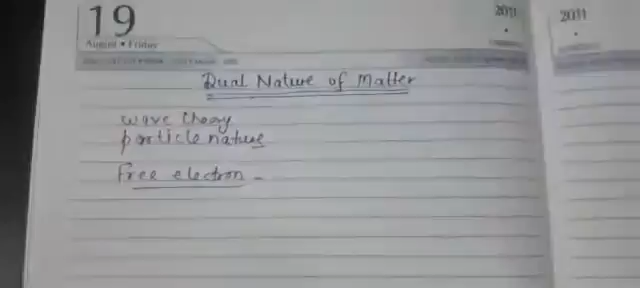 19
August • Friday
2011
2011
Dual Nature of Matter
wave theory
particle nature
Free electron -